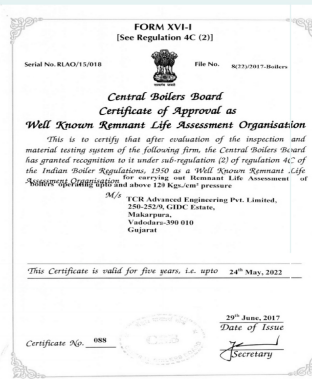 FORM XVI-I
[See Regulation 4C (2)]
Serial No. RLAO/15/018
File No. 8(22)/2017-Boilers
Central Boilers Board
Certificate of Approval as
Well Known Remnant Life Assessment Organisation
This is to certify that after evaluation of the inspection and
material testing system of the following firm, the Central Boilers Board
has granted recognition to it under sub-regulation (2) of regulation 4C of
the Indian Boiler Regulations, 1950 as a Well Known Remnant Life
Assessment Organisation for carrying out Remnant Life Assessment of
boilers operating upto and above 120 Kgs./cm² pressure
M/s
TCR Advanced Engineering Pvt. Limited,
250-252/9, GIDC Estate,
Makarpura,
Vadodara-390 010
Gujarat
This Certificate is valid for five years, i.e. upto 24th May, 2022
29th June, 2017
Date of Issue
Certificate No. 088
Secretary